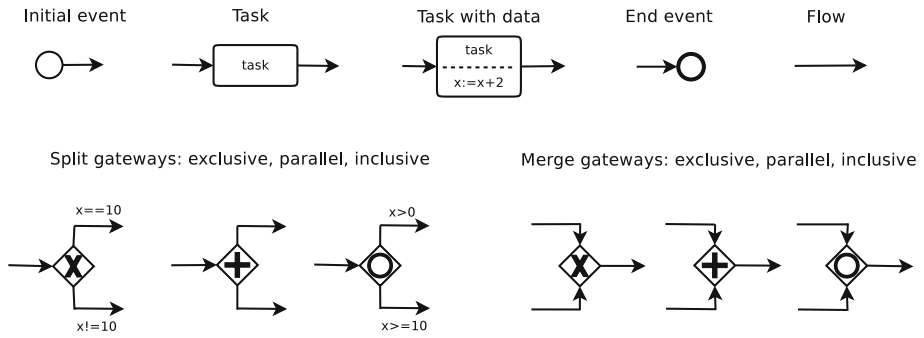 Initial event
Task
Task with data
End event
Flow
task
task
x:=x+2
Split gateways: exclusive, parallel, inclusive
Merge gateways: exclusive, parallel, inclusive
x==10
x>0
X
+
X
+
x!=10
x>=10